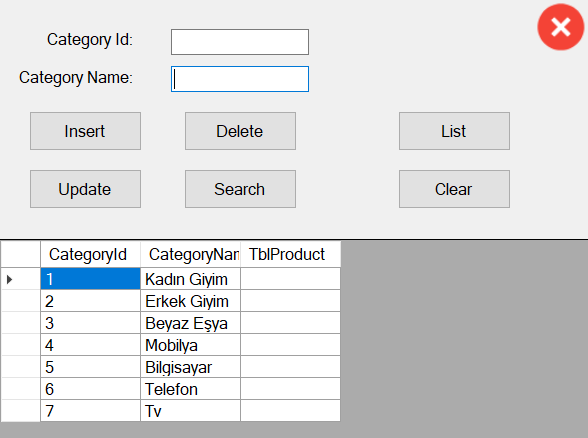 Category Id:
Category Name:
Insert Delete List
Update Search Clear
CategoryId CategoryNan TblProduct
1 Kadın Giyim
2 Erkek Giyim
3 Beyaz Eşya
4 Mobilya
5 Bilgisayar
6 Telefon
7 Tv